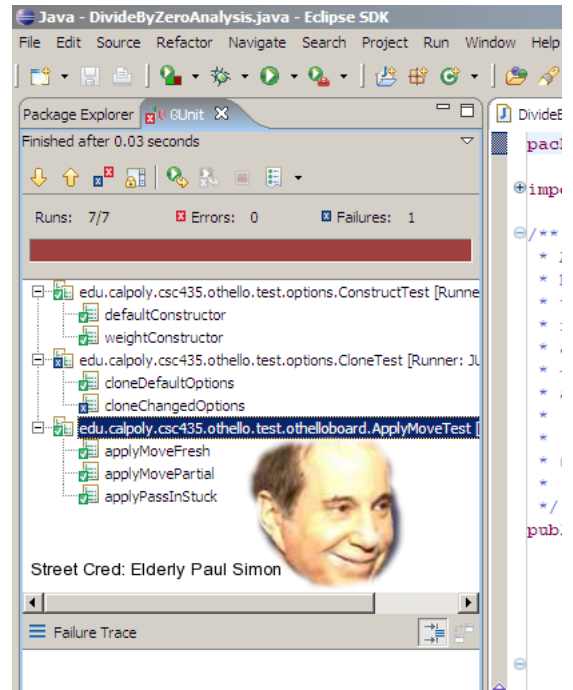 Java - DivideByZeroAnalysis.java - Eclipse SDK
File Edit Source Refactor Navigate Search Project Run Window Help
Package Explorer GUnit
Finished after 0.03 seconds
Runs: 7/7 Errors: 0 Failures: 1
edu.calpoly.csc435.othello.test.options.ConstructTest [Runne
defaultConstructor
weightConstructor
edu.calpoly.csc435.othello.test.options.CloneTest [Runner: JU
cloneDefaultOptions
cloneChangedOptions
edu.calpoly.csc435.othello.test.othelloboard.ApplyMoveTest [
applyMoveFresh
applyMovePartial
applyPassInStuck
Street Cred: Elderly Paul Simon
Failure Trace
DivideB
pack
impo
/**
*/
publ